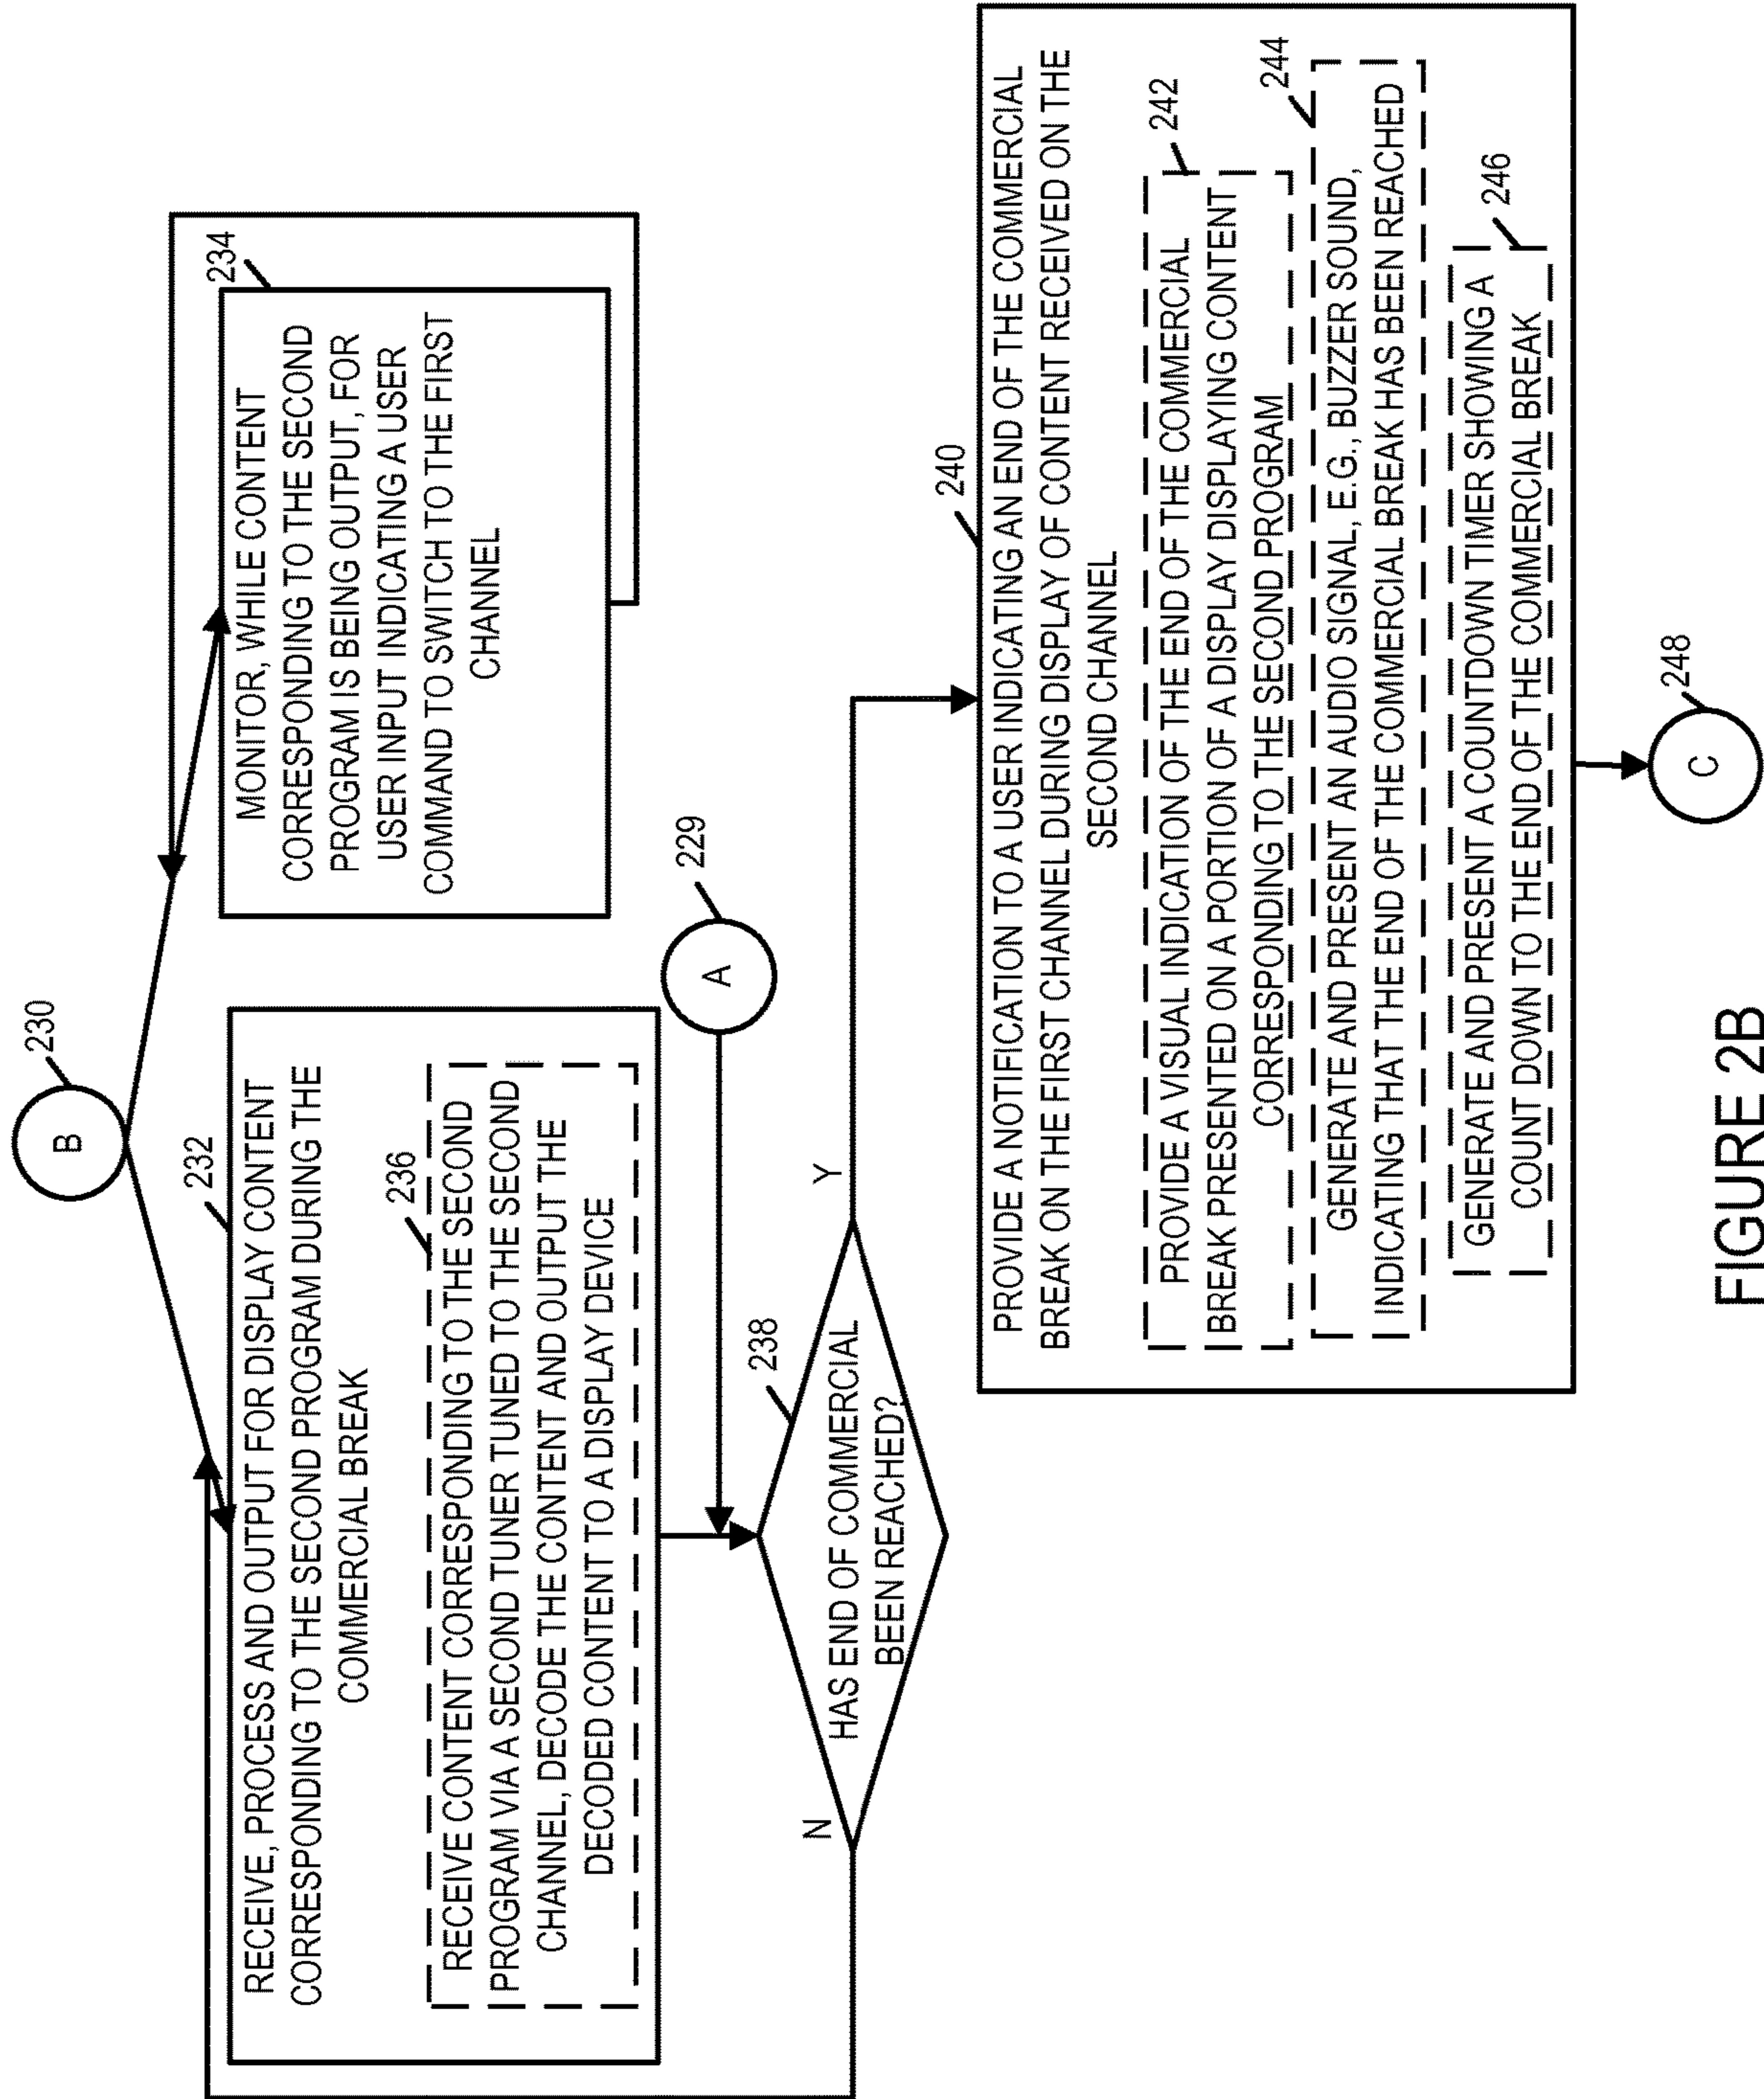 B
230
232
RECEIVE, PROCESS AND OUTPUT FOR DISPLAY CONTENT
CORRESPONDING TO THE SECOND PROGRAM DURING THE
COMMERCIAL BREAK
236
RECEIVE CONTENT CORRESPONDING TO THE SECOND
PROGRAM VIA A SECOND TUNER TUNED TO THE SECOND
CHANNEL, DECODE THE CONTENT AND OUTPUT THE
DECODED CONTENT TO A DISPLAY DEVICE
234
MONITOR, WHILE CONTENT
CORRESPONDING TO THE SECOND
PROGRAM IS BEING OUTPUT, FOR
USER INPUT INDICATING A USER
COMMAND TO SWITCH TO THE FIRST
CHANNEL
A
229
238
HAS END OF COMMERCIAL
BEEN REACHED?
N
Y
240
PROVIDE A NOTIFICATION TO A USER INDICATING AN END OF THE COMMERCIAL
BREAK ON THE FIRST CHANNEL DURING DISPLAY OF CONTENT RECEIVED ON THE
SECOND CHANNEL
242
PROVIDE A VISUAL INDICATION OF THE END OF THE COMMERCIAL
BREAK PRESENTED ON A PORTION OF A DISPLAY DISPLAYING CONTENT
CORRESPONDING TO THE SECOND PROGRAM
244
GENERATE AND PRESENT AN AUDIO SIGNAL, E.G., BUZZER SOUND,
INDICATING THAT THE END OF THE COMMERCIAL BREAK HAS BEEN REACHED
246
GENERATE AND PRESENT A COUNTDOWN TIMER SHOWING A
COUNT DOWN TO THE END OF THE COMMERCIAL BREAK
C
248
FIGURE 2B